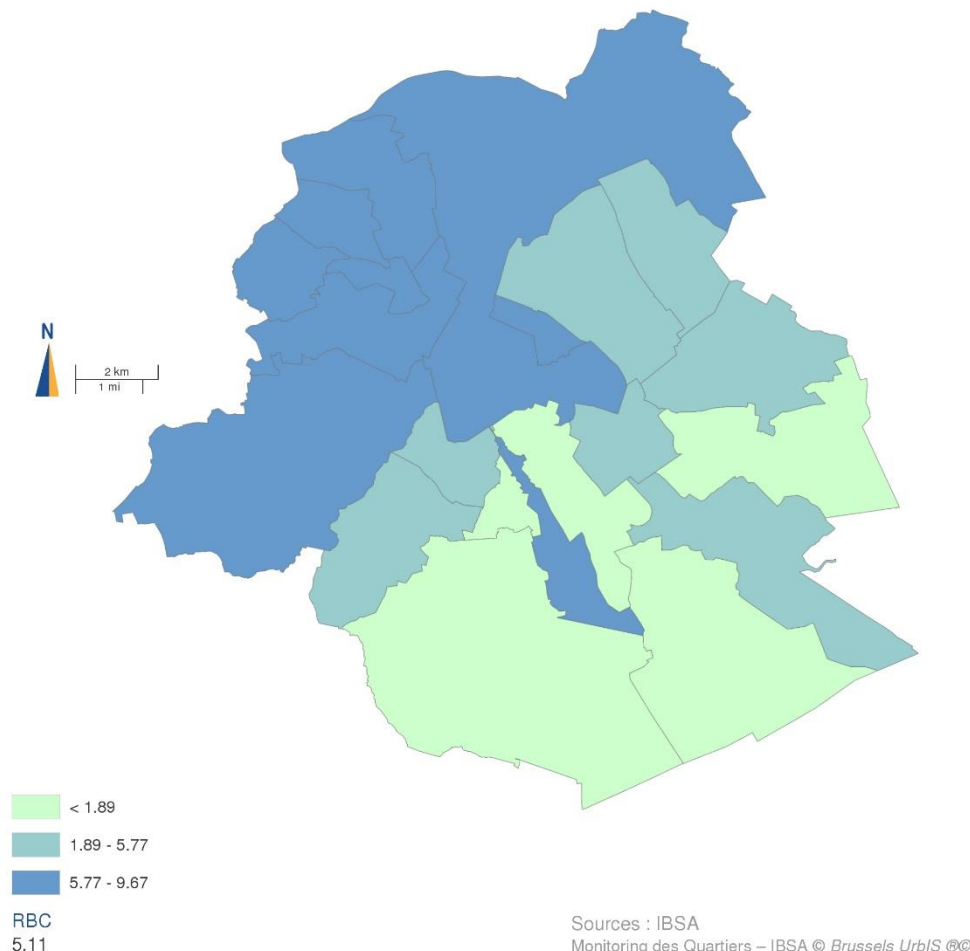 N
2 km
1 mi
< 1.89
1.89 - 5.77
5.77 - 9.67
RBC
5.11
Sources : IBSA
Monitoring des Quartiers – IBSA © Brussels UrbIS